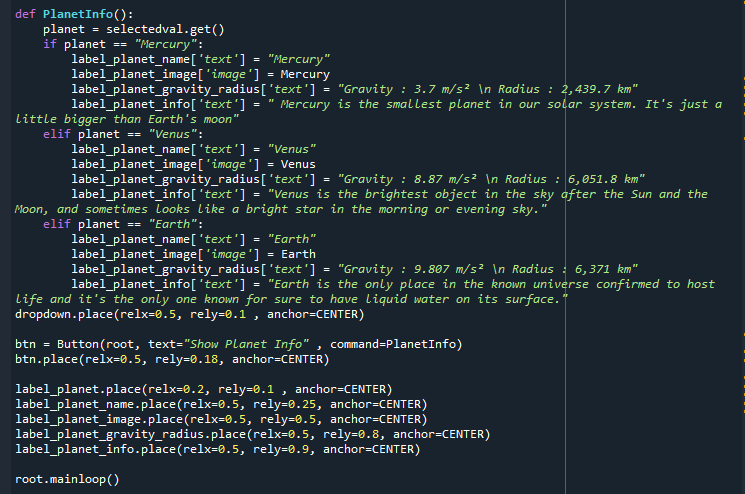 def PlanetInfo():
    planet = selectedval.get()
    if planet == "Mercury":
        label_planet_name['text'] = "Mercury"
        label_planet_image['image'] = Mercury
        label_planet_gravity_radius['text'] = "Gravity : 3.7 m/s² \n Radius : 2,439.7 km"
        label_planet_info['text'] = " Mercury is the smallest planet in our solar system. It's just a
little bigger than Earth's moon"
    elif planet == "Venus":
        label_planet_name['text'] = "Venus"
        label_planet_image['image'] = Venus
        label_planet_gravity_radius['text'] = "Gravity : 8.87 m/s² \n Radius : 6,051.8 km"
        label_planet_info['text'] = "Venus is the brightest object in the sky after the Sun and the
Moon, and sometimes looks like a bright star in the morning or evening sky."
    elif planet == "Earth":
        label_planet_name['text'] = "Earth"
        label_planet_image['image'] = Earth
        label_planet_gravity_radius['text'] = "Gravity : 9.807 m/s² \n Radius : 6,371 km"
        label_planet_info['text'] = "Earth is the only place in the known universe confirmed to host
life and it's the only one known for sure to have liquid water on its surface."
dropdown.place(relx=0.5, rely=0.1 , anchor=CENTER)

btn = Button(root, text="Show Planet Info" , command=PlanetInfo)
btn.place(relx=0.5, rely=0.18, anchor=CENTER)

label_planet.place(relx=0.2, rely=0.1 , anchor=CENTER)
label_planet_name.place(relx=0.5, rely=0.25, anchor=CENTER)
label_planet_image.place(relx=0.5, rely=0.5, anchor=CENTER)
label_planet_gravity_radius.place(relx=0.5, rely=0.8, anchor=CENTER)
label_planet_info.place(relx=0.5, rely=0.9, anchor=CENTER)

root.mainloop()